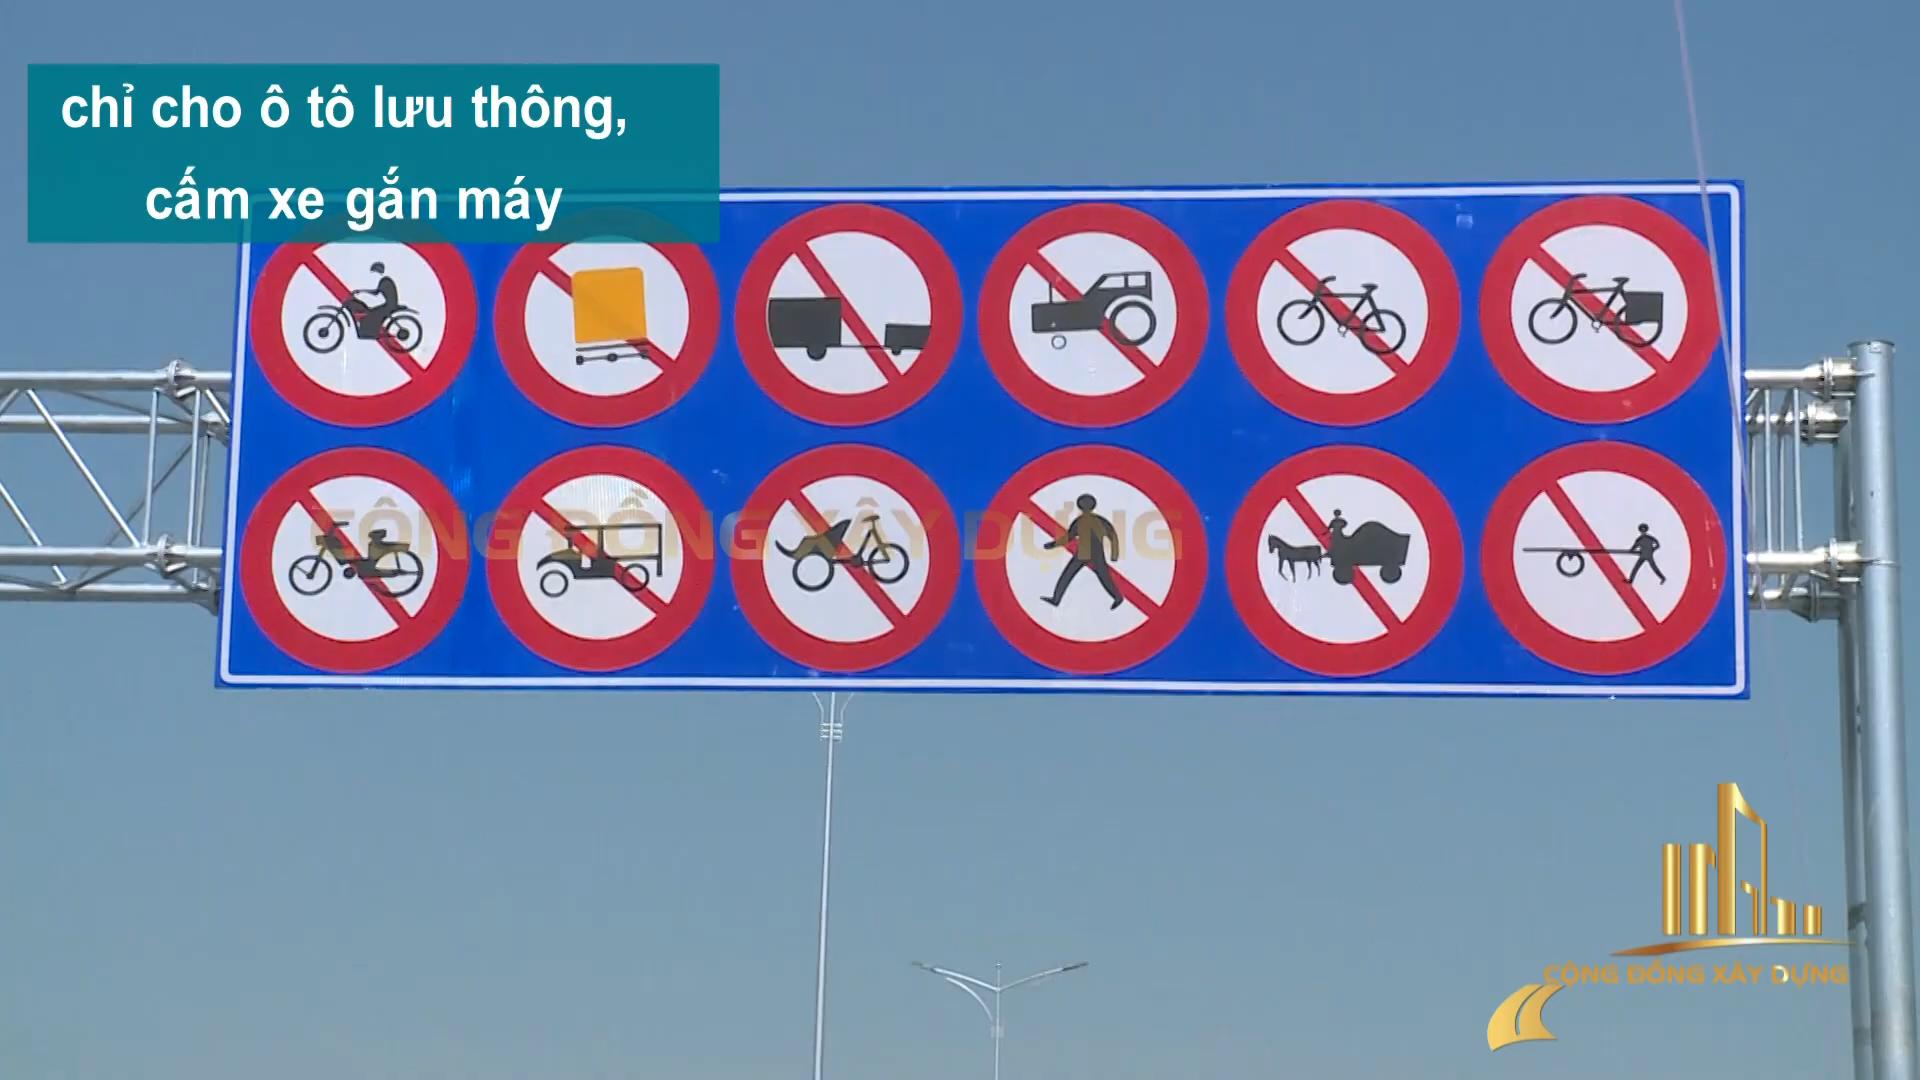 chỉ cho ô tô lưu thông,
cấm xe gắn máy
CỘNG ĐỒNG XÂY DỰNG
CỘNG ĐỒNG XÂY DỰNG